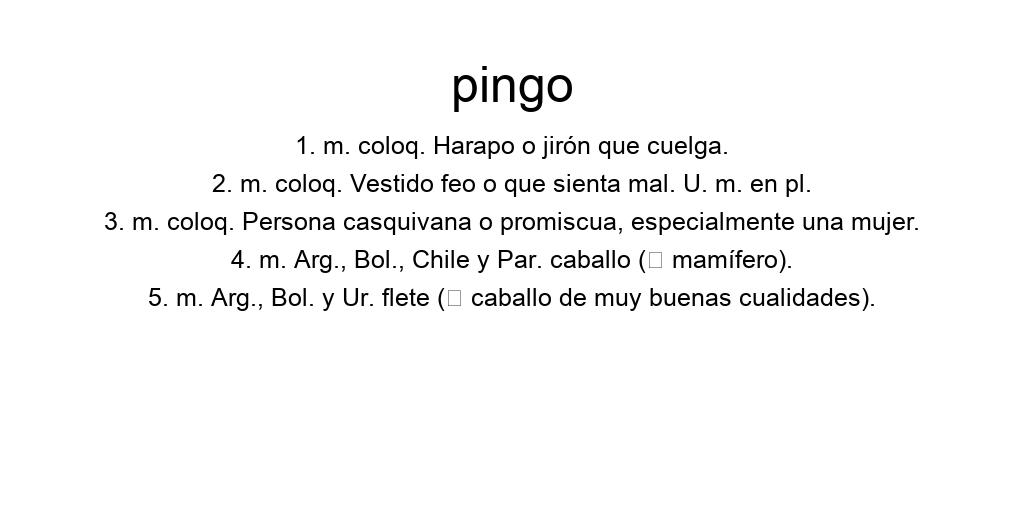 pingo
1. m. coloq. Harapo o jirón que cuelga.
2. m. coloq. Vestido feo o que sienta mal. U. m. en pl.
3. m. coloq. Persona casquivana o promiscua, especialmente una mujer.
4. m. Arg., Bol., Chile y Par. caballo (□ mamífero).
5. m. Arg., Bol. y Ur. flete (□ caballo de muy buenas cualidades).